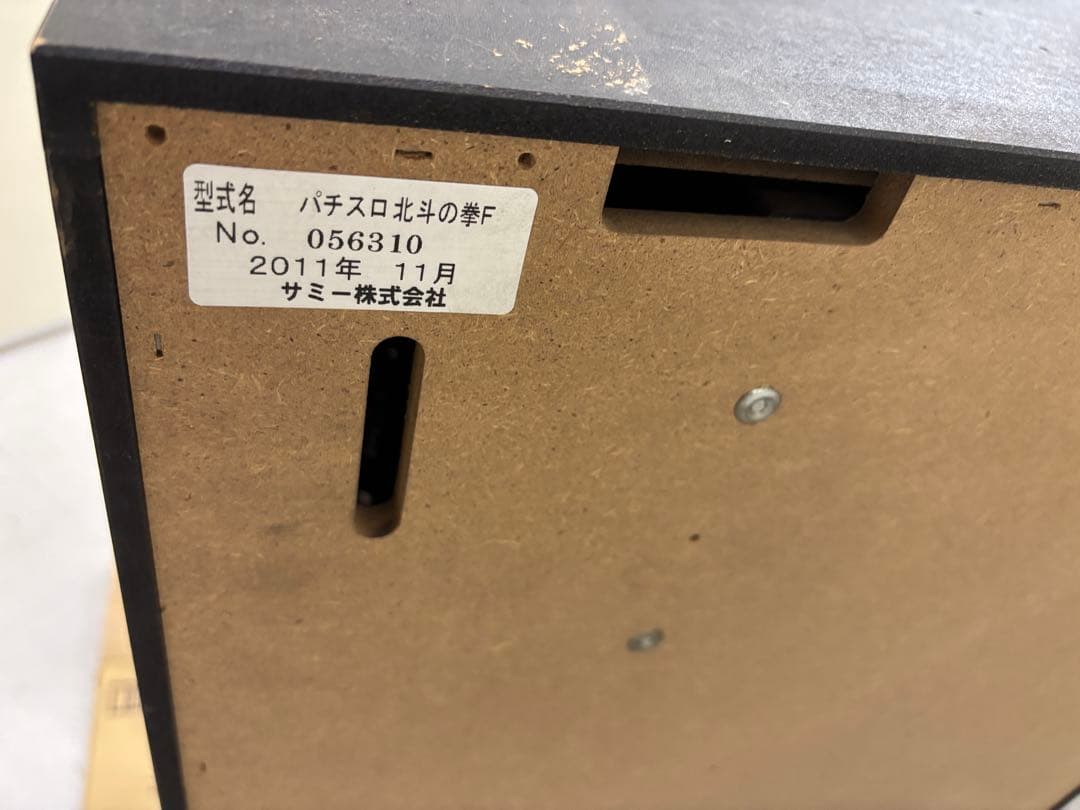 型式名 パチスロ北斗の拳F
No. 056310
2011年 11月
サミー株式会社